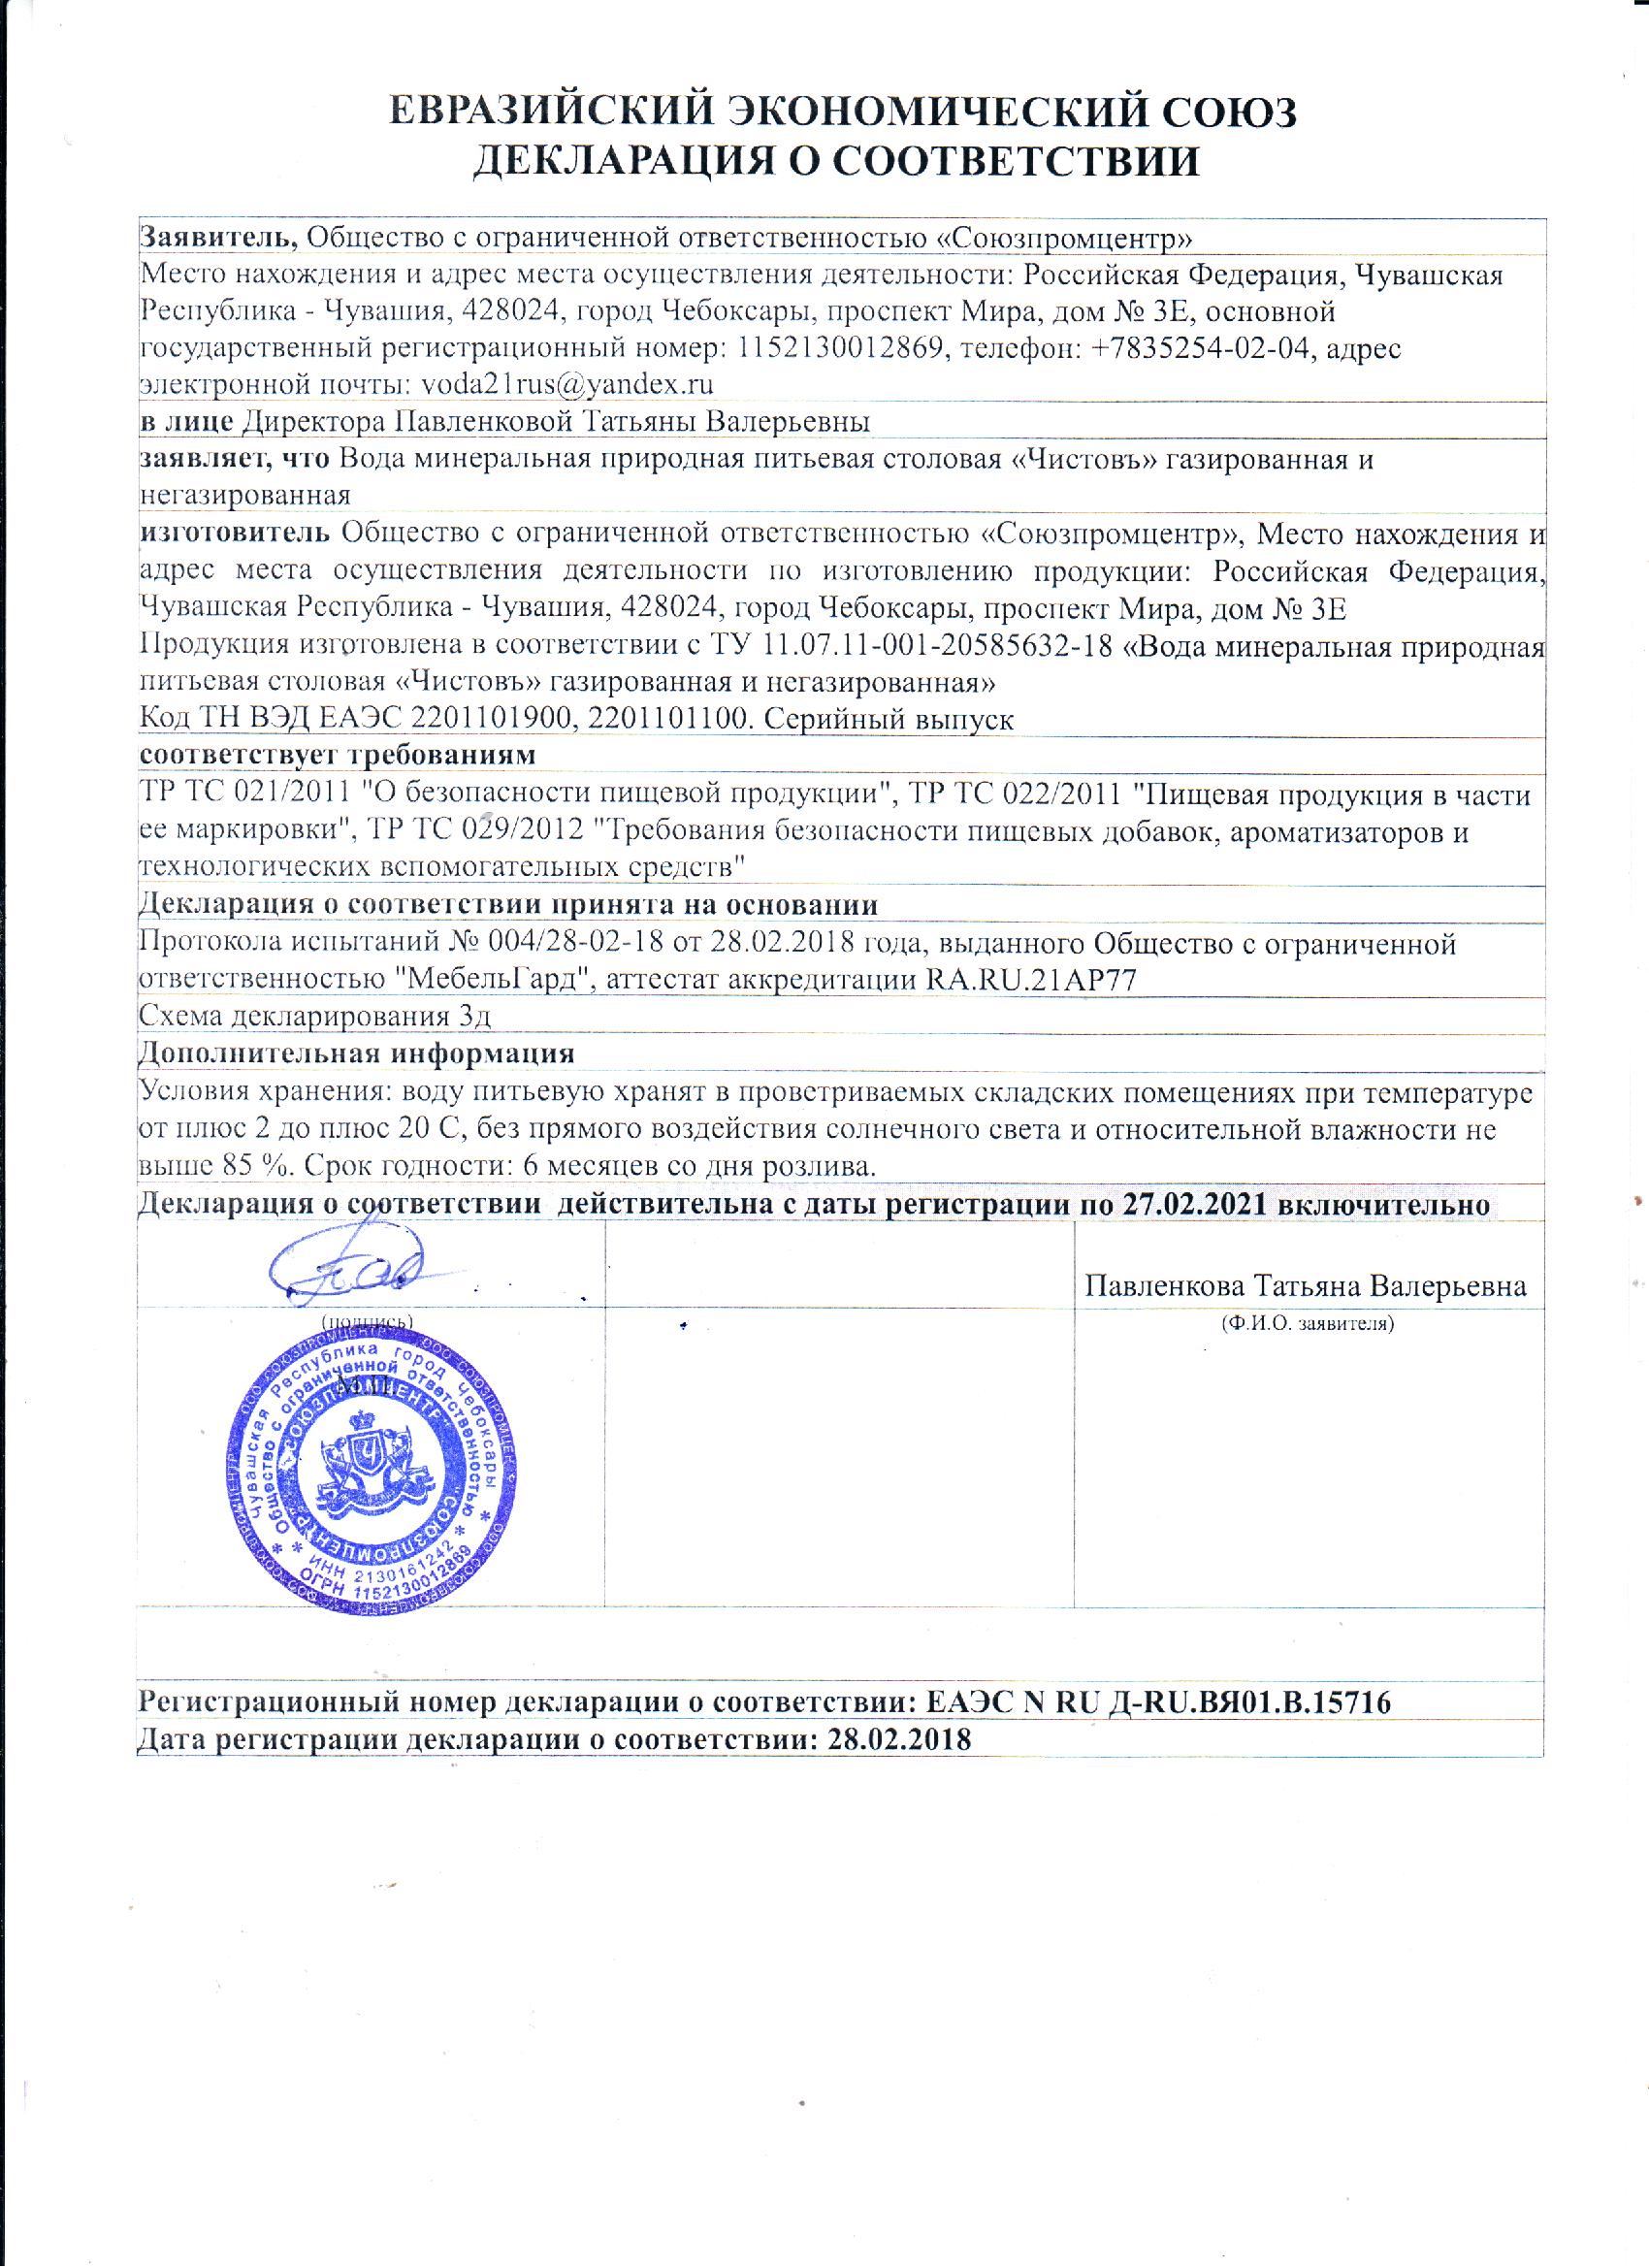 ЕВРАЗИЙСКИЙ ЭКОНОМИЧЕСКИЙ СОЮЗ
ДЕКЛАРАЦИЯ О СООТВЕТСТВИИ
Заявитель, Общество с ограниченной ответственностью «Союзпромцентр»
Место нахождения и адрес места осуществления деятельности: Российская Федерация, Чувашская
Республика - Чувашия, 428024, город Чебоксары, проспект Мира, дом № 3Е, основной
государственный регистрационный номер: 1152130012869, телефон: +7835254-02-04, адрес
электронной почты: voda21rus@yandex.ru
в лице Директора Павленковой Татьяны Валерьевны
заявляет, что Вода минеральная природная питьевая столовая «Чистовъ» газированная и
негазированная
изготовитель Общество с ограниченной ответственностью «Союзпромцентр», Место нахождения и
адрес места осуществления деятельности по изготовлению продукции: Российская Федерация,
Чувашская Республика - Чувашия, 428024, город Чебоксары, проспект Мира, дом № 3Е
Продукция изготовлена в соответствии с ТУ 11.07.11-001-20585632-18 «Вода минеральная природная
питьевая столовая «Чистовъ» газированная и негазированная»
Код ТН ВЭД ЕАЭС 2201101900, 2201101100. Серийный выпуск
соответствует требованиям
ТР ТС 021/2011 "О безопасности пищевой продукции", ТР ТС 022/2011 "Пищевая продукция в части
ее маркировки", ТР ТС 029/2012 "Требования безопасности пищевых добавок, ароматизаторов и
технологических вспомогательных средств"
Декларация о соответствии принята на основании
Протокола испытаний № 004/28-02-18 от 28.02.2018 года, выданного Общество с ограниченной
ответственностью "МебельГард", аттестат аккредитации RA.RU.21АР77
Схема декларирования 3д
Дополнительная информация
Условия хранения: воду питьевую хранят в проветриваемых складских помещениях при температуре
от плюс 2 до плюс 20 С, без прямого воздействия солнечного света и относительной влажности не
выше 85 %. Срок годности: 6 месяцев со дня розлива.
Декларация о соответствии действительна с даты регистрации по 27.02.2021 включительно
Павленкова Татьяна Валерьевна
(подпись)
(Ф.И.О. заявителя)
М.П.
Чувашская Республика город Чебоксары
Общество с ограниченной ответственностью
"СОЮЗПРОМЦЕНТР"
"СОЮЗПРОМЦЕНТР"
Ч
ИНН 2130161242
ОГРН 1152130012869
Регистрационный номер декларации о соответствии: ЕАЭС N RU Д-RU.ВЯ01.В.15716
Дата регистрации декларации о соответствии: 28.02.2018